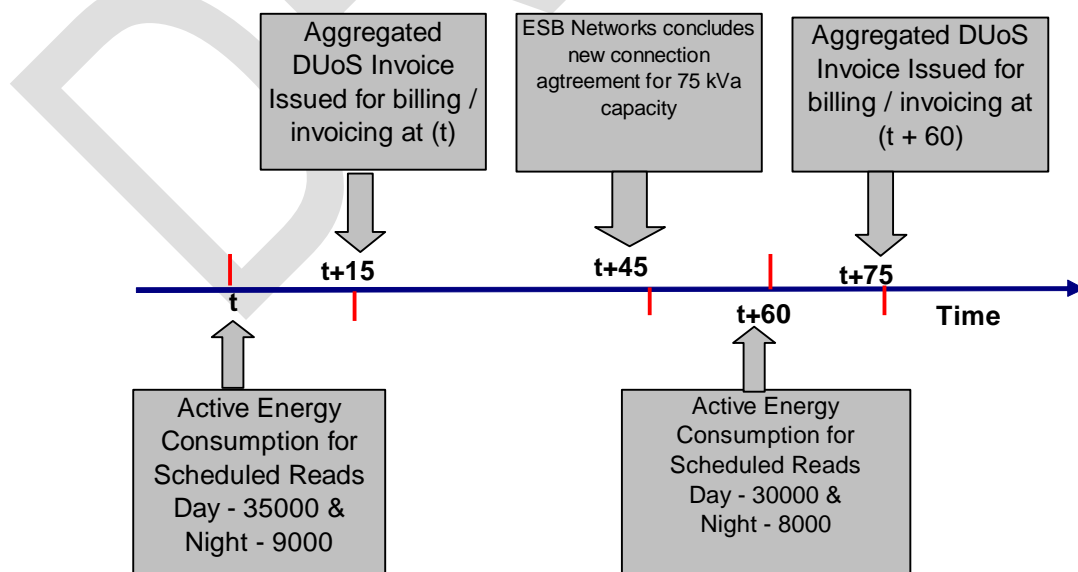 Aggregated
DUoS Invoice
Issued for billing /
invoicing at (t)
ESB Networks concludes
new connection
agtreement for 75 kVa
capacity
Aggregated DUoS
Invoice Issued for
billing / invoicing at
(t + 60)
t+15
t+45
t+75
t
t+60
Time
Active Energy
Consumption for
Scheduled Reads
Day - 35000 &
Night - 9000
Active Energy
Consumption for
Scheduled Reads
Day - 30000 &
Night - 8000